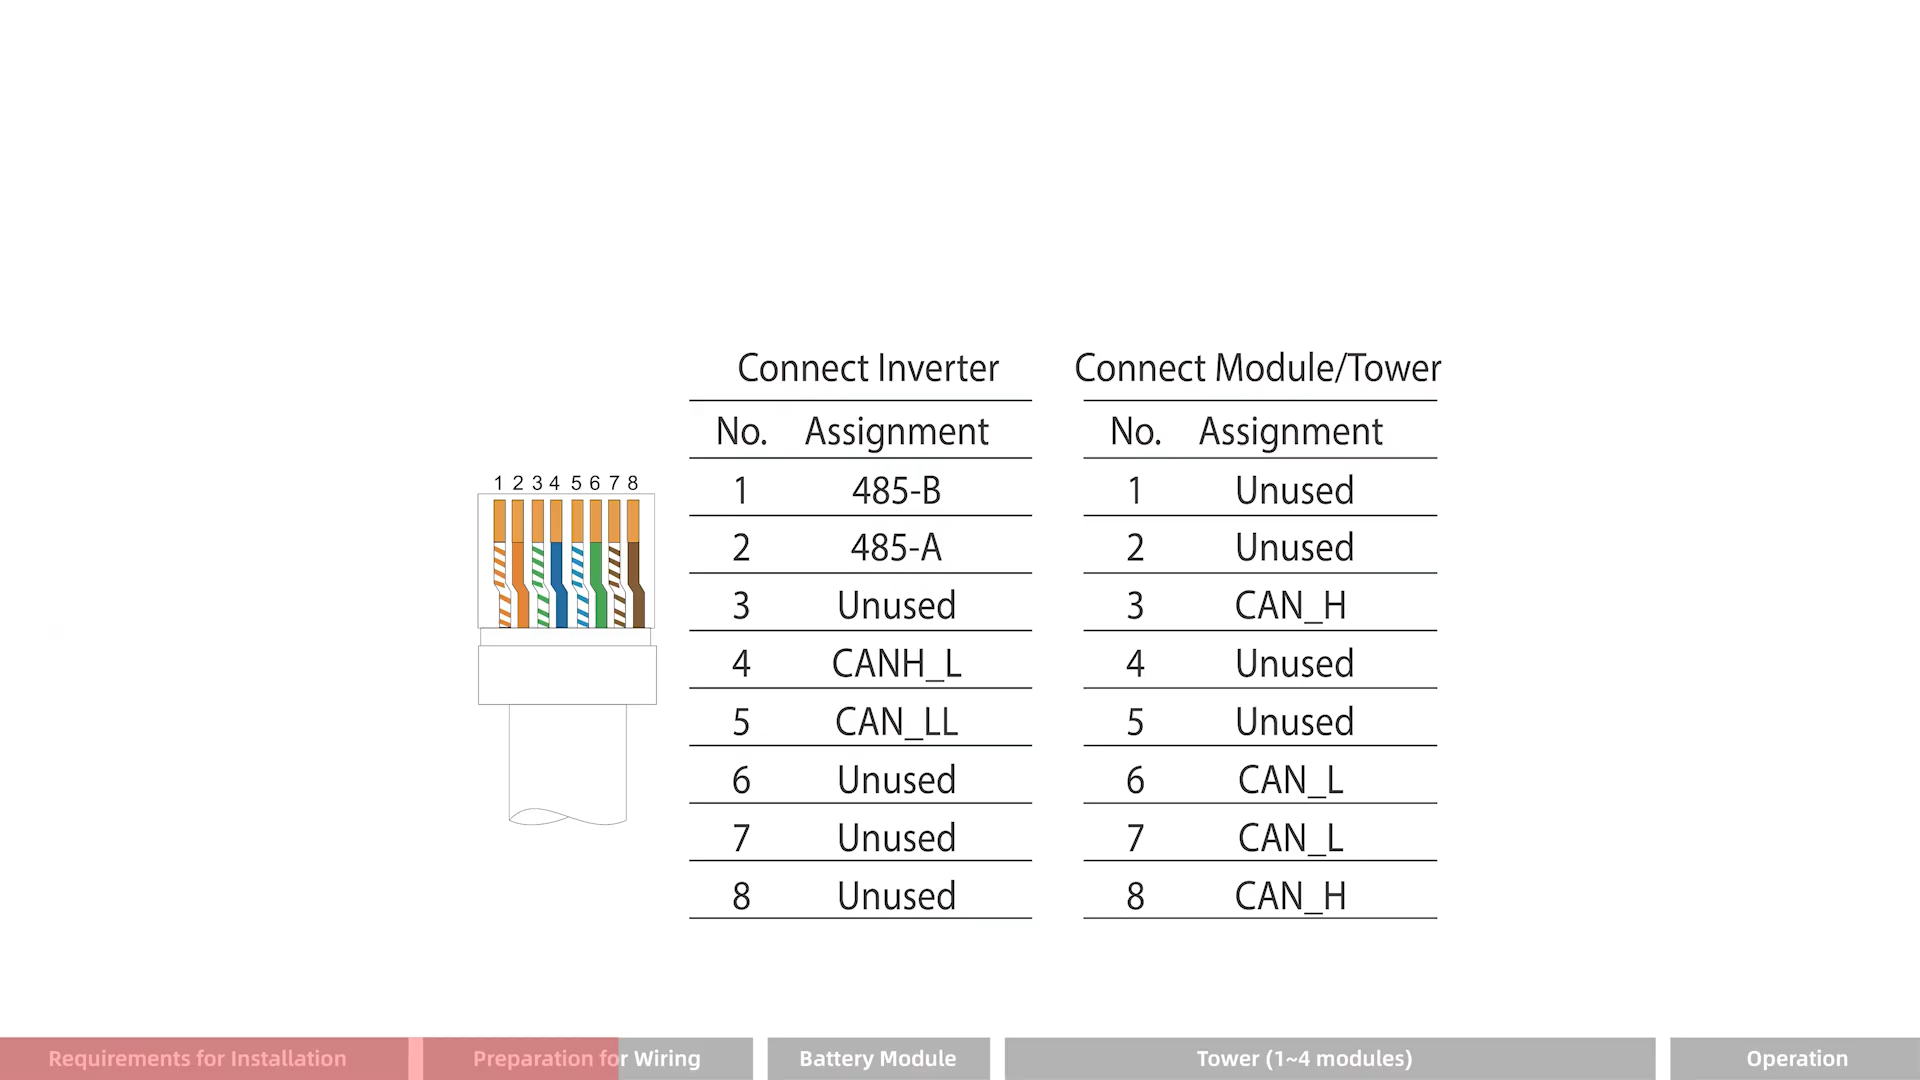 Connect Inverter Connect Module/Tower
No. Assignment No. Assignment
1 2 3 4 5 6 7 8
1 485-B 1 Unused
2 485-A 2 Unused
3 Unused 3 CAN_H
4 CANH_L 4 Unused
5 CAN_LL 5 Unused
6 Unused 6 CAN_L
7 Unused 7 CAN_L
8 Unused 8 CAN_H
Requirements for Installation Preparation for Wiring Battery Module Tower (1~4 modules) Operation